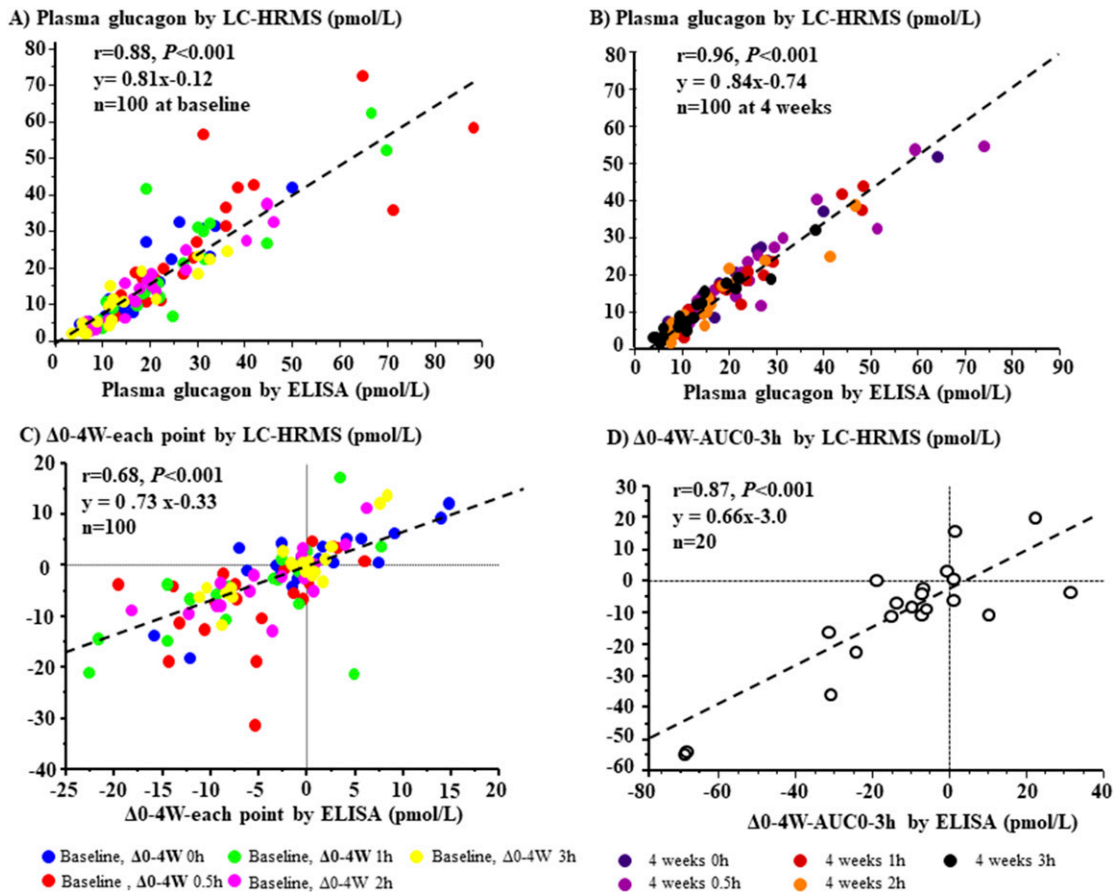 A) Plasma glucagon by LC-HRMS (pmol/L)
80
70
60
50
40
30
20
10
0
r=0.88, P<0.001
y= 0.81x-0.12
n=100 at baseline
0 10 20 30 40 50 60 70 80 90
Plasma glucagon by ELISA (pmol/L)
B) Plasma glucagon by LC-HRMS (pmol/L)
80
70
60
50
40
30
20
10
0
r=0.96, P<0.001
y = 0 .84x-0.74
n=100 at 4 weeks
0 10 20 30 40 50 60 70 80 90
Plasma glucagon by ELISA (pmol/L)
C) Δ0-4W-each point by LC-HRMS (pmol/L)
20
10
0
-10
-20
-30
-40
r=0.68, P<0.001
y = 0 .73 x-0.33
n=100
-25 -20 -15 -10 -5 0 5 10 15 20
Δ0-4W-each point by ELISA (pmol/L)
D) Δ0-4W-AUC0-3h by LC-HRMS (pmol/L)
30
20
10
0
-10
-20
-30
-40
-50
-60
r=0.87, P<0.001
y = 0.66x-3.0
n=20
-80 -60 -40 -20 0 20 40
Δ0-4W-AUC0-3h by ELISA (pmol/L)
Baseline, Δ0-4W 0h Baseline, Δ0-4W 1h Baseline, Δ0-4W 3h
Baseline , Δ0-4W 0.5h Baseline, Δ0-4W 2h
4 weeks 0h 4 weeks 1h 4 weeks 3h
4 weeks 0.5h 4 weeks 2h